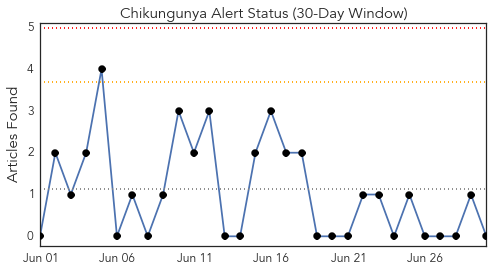 Chikungunya Alert Status (30-Day Window)
Articles Found
5
4
3
2
1
0
Jun 01 Jun 06 Jun 11 Jun 16 Jun 21 Jun 26